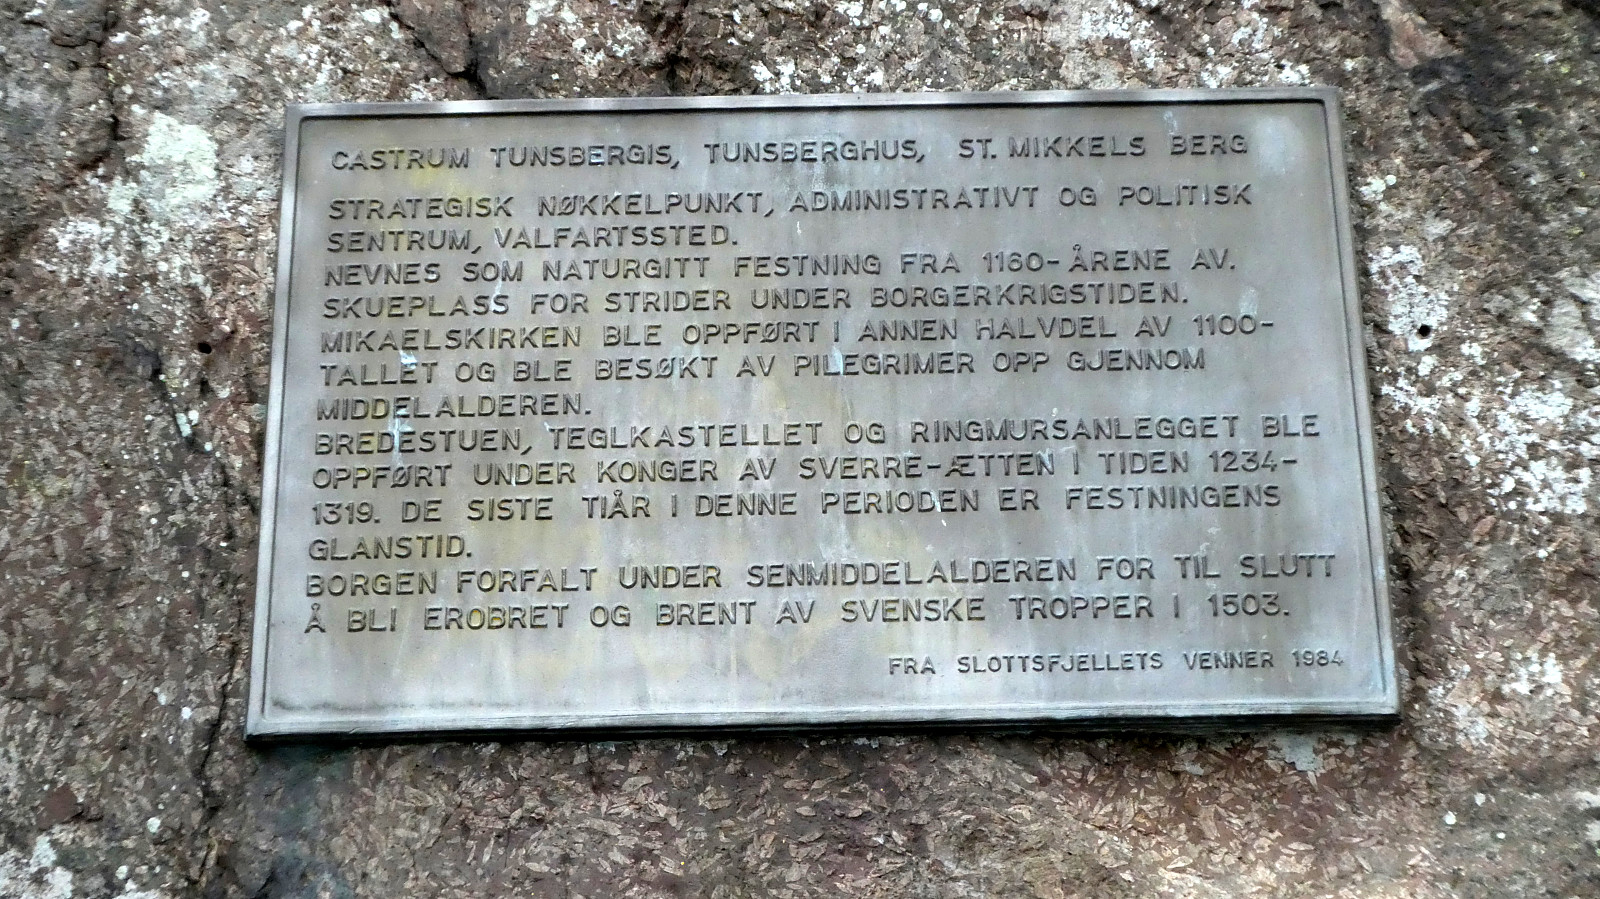 CASTRUM TUNSBERGIS, TUNSBERGHUS, ST. MIKKELS BERG
STRATEGISK NØKKELPUNKT, ADMINISTRATIVT OG POLITISK
SENTRUM, VALFARTSSTED.
NEVNES SOM NATURGITT FESTNING FRA 1160-ÅRENE AV.
SKUEPLASS FOR STRIDER UNDER BORGERKRIGSTIDEN.
MIKAELSKIRKEN BLE OPPFØRT I ANNEN HALVDEL AV 1100-
TALLET OG BLE BESØKT AV PILEGRIMER OPP GJENNOM
MIDDELALDEREN.
BREDESTUEN, TEGLKASTELLET OG RINGMURSANLEGGET BLE
OPPFØRT UNDER KONGER AV SVERRE-ÆTTEN I TIDEN 1234-
1319. DE SISTE TIÅR I DENNE PERIODEN ER FESTNINGENS
GLANSTID.
BORGEN FORFALT UNDER SENMIDDELALDEREN FOR TIL SLUTT
Å BLI EROBRET OG BRENT AV SVENSKE TROPPER I 1503.
FRA SLOTTSFJELLETS VENNER 1984